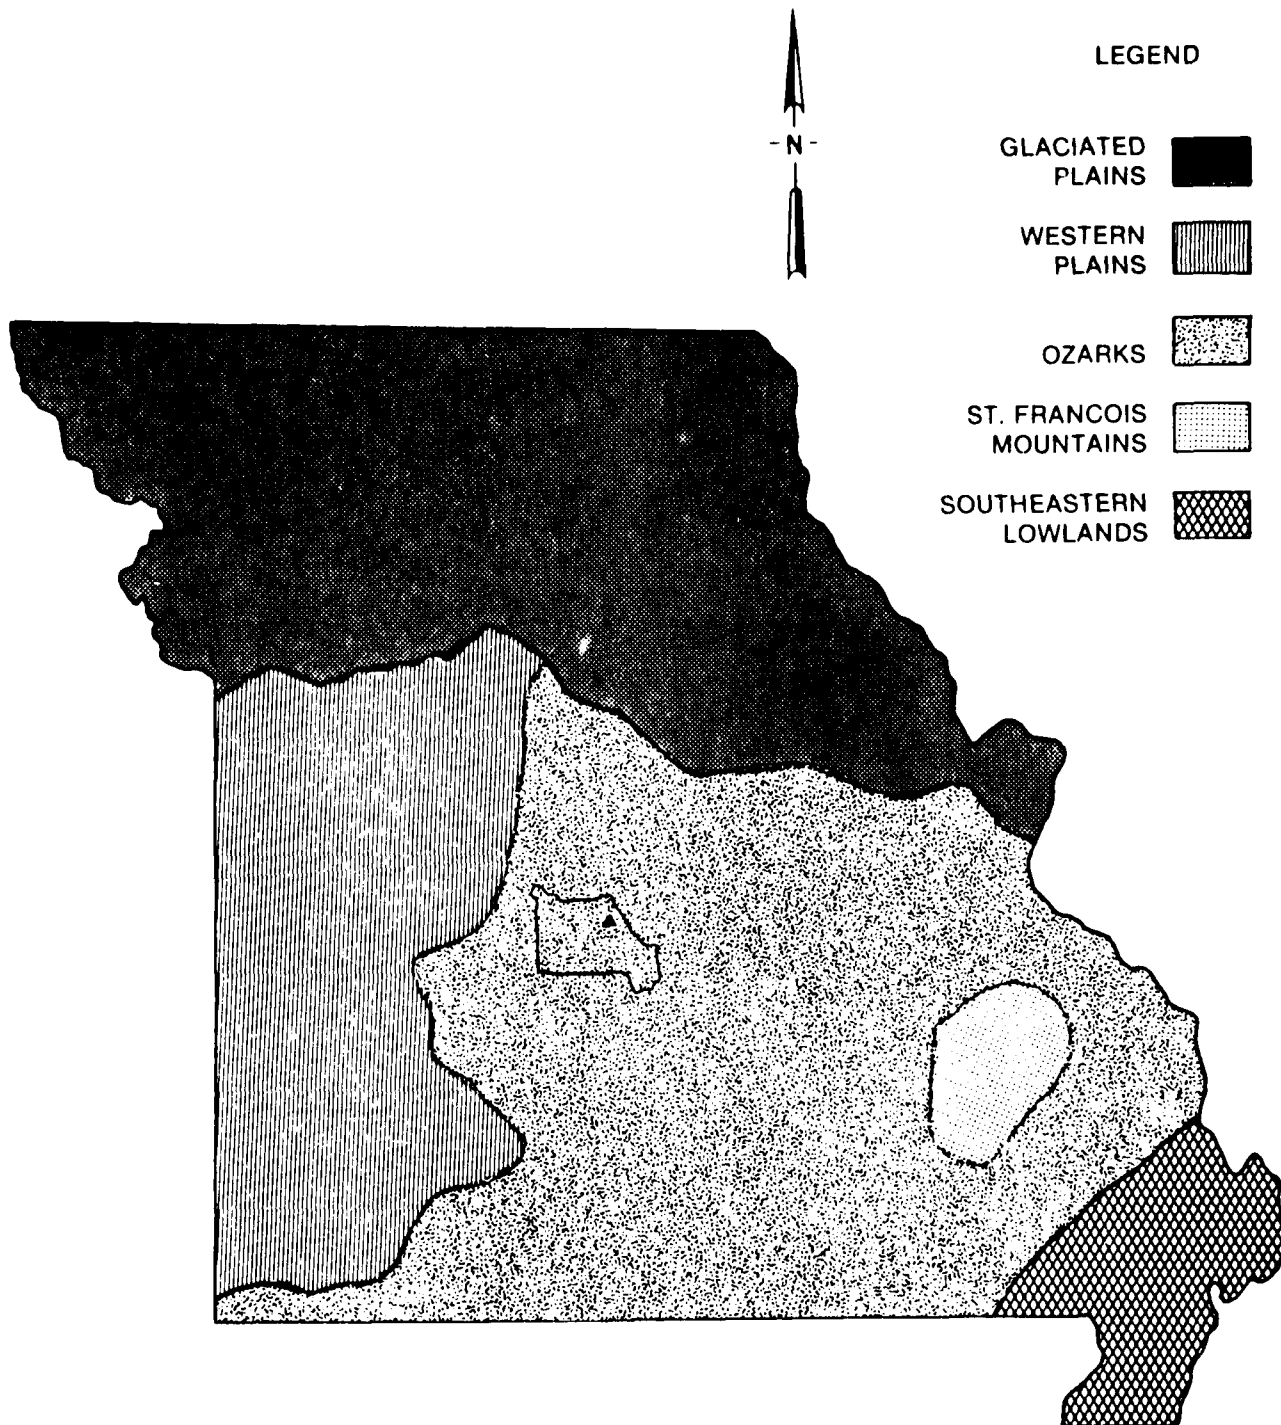 LEGEND
- N -
GLACIATED
PLAINS
WESTERN
PLAINS
OZARKS
ST. FRANCOIS
MOUNTAINS
SOUTHEASTERN
LOWLANDS